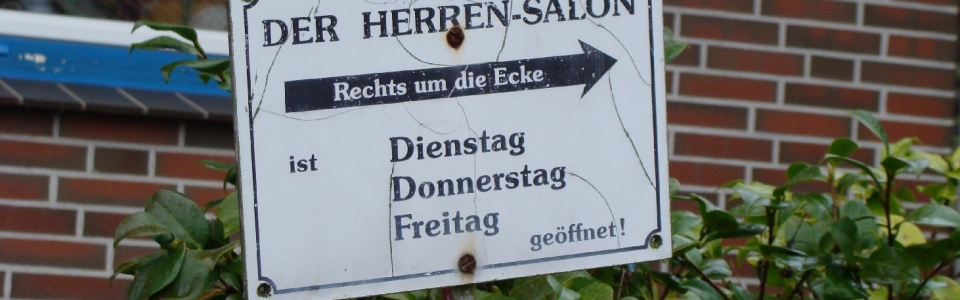 DER HERREN-SALON
Rechts um die Ecke
ist
Dienstag
Donnerstag
Freitag
geöffnet!